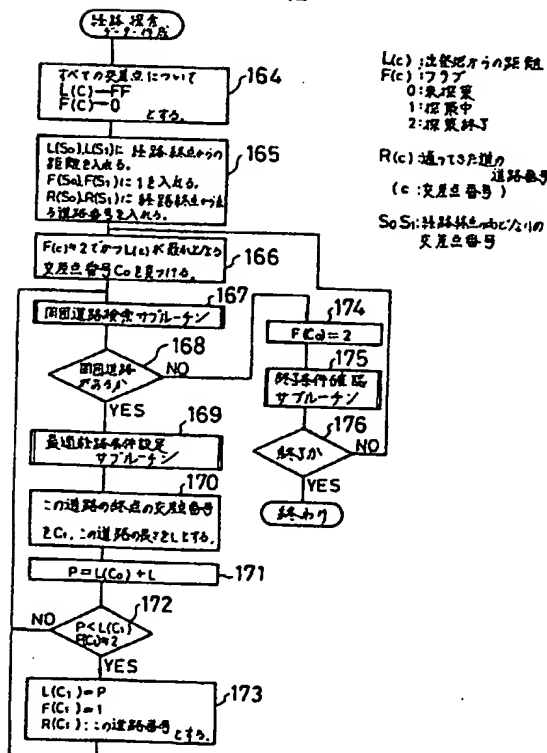 経路探索
データ作成
すべての交差点について
L(C)←FF
F(C)←0
とする。
164
L(S0).L(S1)に 経路終点からの
距離を入れる。
F(S0).F(S1)に1を入れる。
R(S0).R(S1)に経路終点から
道路番号を入れる。
165
F(c)≠2でかつL(c)が最小となる
交差点番号C0を見つける。
166
周囲道路検索サブルーチン
167
周囲道路
があるか
168
NO
YES
最適経路条件設定
サブルーチン
169
この道路の終点の交差点番号
をC1,この道路の長さをLとする。
170
P=L(C0)+L
171
P<L(C1)
F(C1)≠2
172
NO
YES
L(C1)=P
F(C1)=1
R(C1)=この道路番号
とする。
173
F(C0)=2
174
終了条件確認
サブルーチン
175
終了か
176
NO
YES
終わり
L(c):出発地からの距離
F(c):フラグ
0:未探索
1:探索中
2:探索終了
R(c):通ってきた道の
道路番号
(c:交差点番号)
S0 S1:経路終点の両どなりの
交差点番号